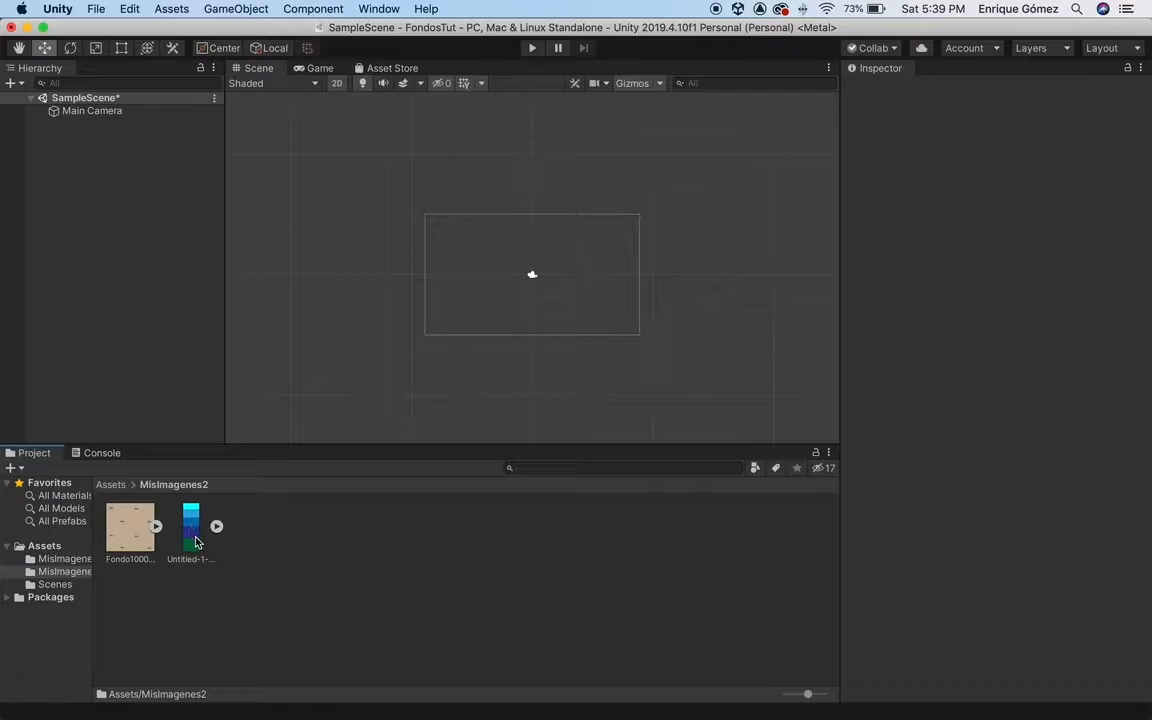 Unity File Edit Assets GameObject Component Window Help 73% Sat 5:39 PM Enrique Gómez
SampleScene - FondosTut - PC, Mac & Linux Standalone - Unity 2019.4.10f1 Personal (Personal) <Metal>
Center Local Collab Account Layers Layout
Hierarchy Scene Game Asset Store Inspector
All Shaded 2D 0 Gizmos All
SampleScene*
Main Camera
Project Console
17
Favorites Assets > MisImagenes2
All Materials
All Models
All Prefabs
Assets
MisImagene Fondo1000... Untitled-1-...
MisImagene
Scenes
Packages
Assets/MisImagenes2